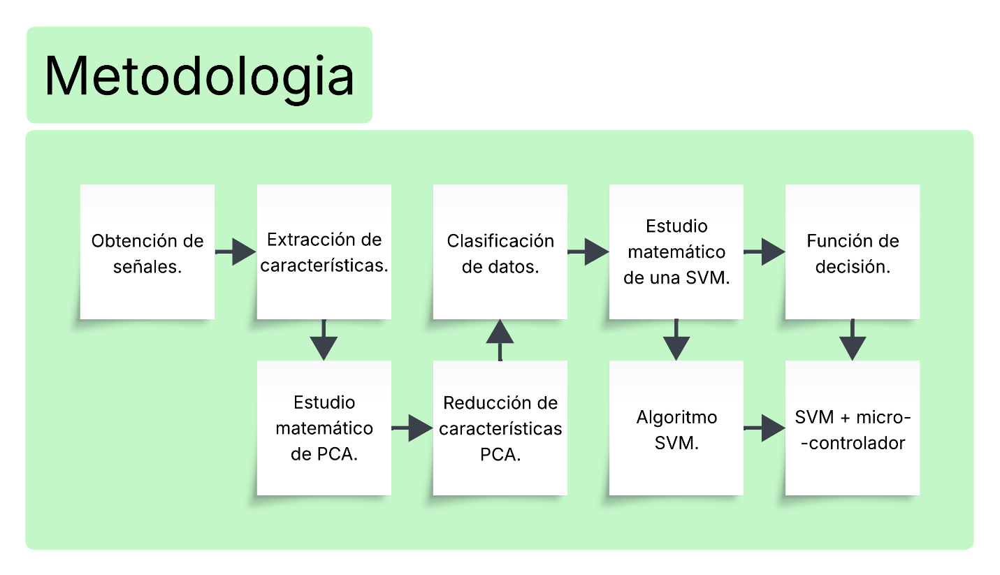 Metodologia
Obtención de
señales.
Extracción de
características.
Clasificación
de datos.
Estudio
matemático
de una SVM.
Función de
decisión.
Estudio
matemático
de PCA.
Reducción de
características
PCA.
Algoritmo
SVM.
SVM + micro-
-controlador